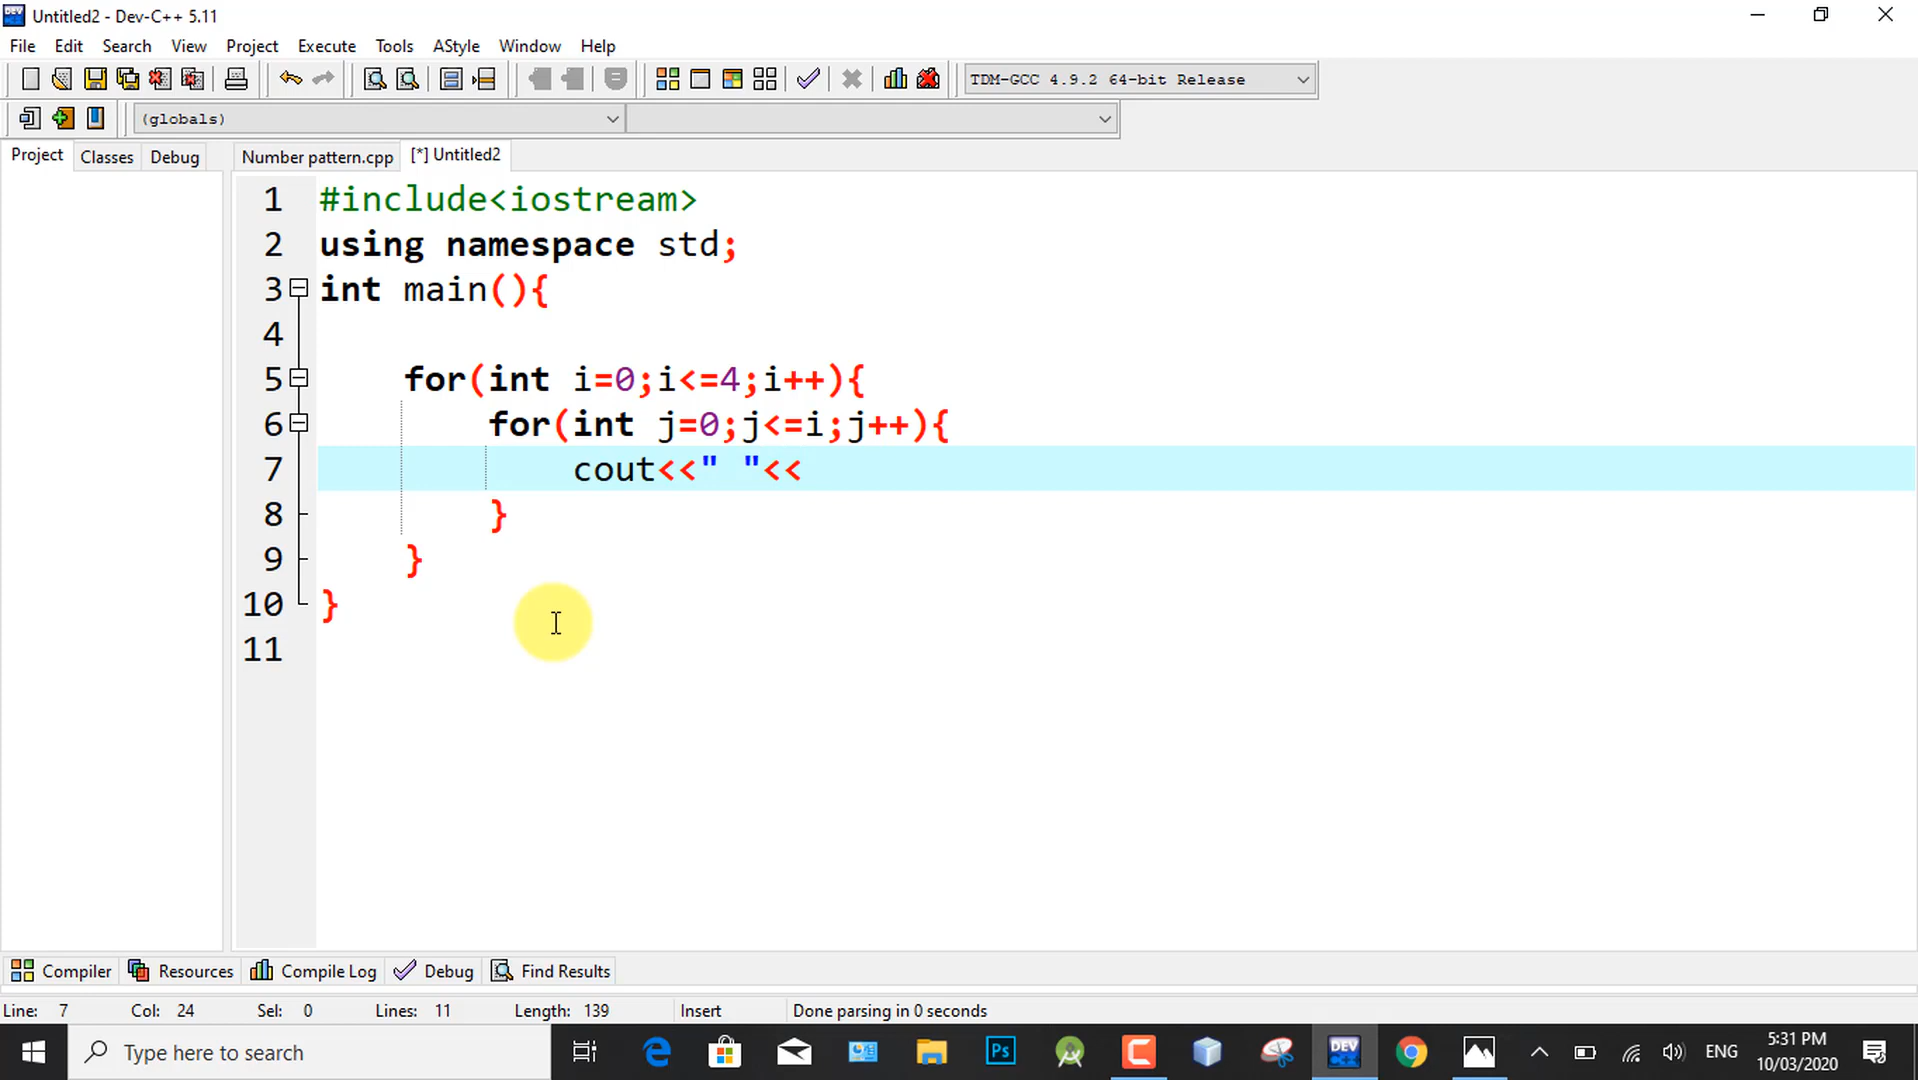 Untitled2 - Dev-C++ 5.11
File Edit Search View Project Execute Tools AStyle Window Help
TDM-GCC 4.9.2 64-bit Release
(globals)
Project Classes Debug Number pattern.cpp [*] Untitled2
1 #include<iostream>
2 using namespace std;
3 int main(){
4
5 for(int i=0;i<=4;i++){
6 for(int j=0;j<=i;j++){
7 cout<<" "<<
8 }
9 }
10 }
11
Compiler Resources Compile Log Debug Find Results
Line: 7 Col: 24 Sel: 0 Lines: 11 Length: 139 Insert Done parsing in 0 seconds
Type here to search Ps DEV C++ ENG 5:31 PM
10/03/2020